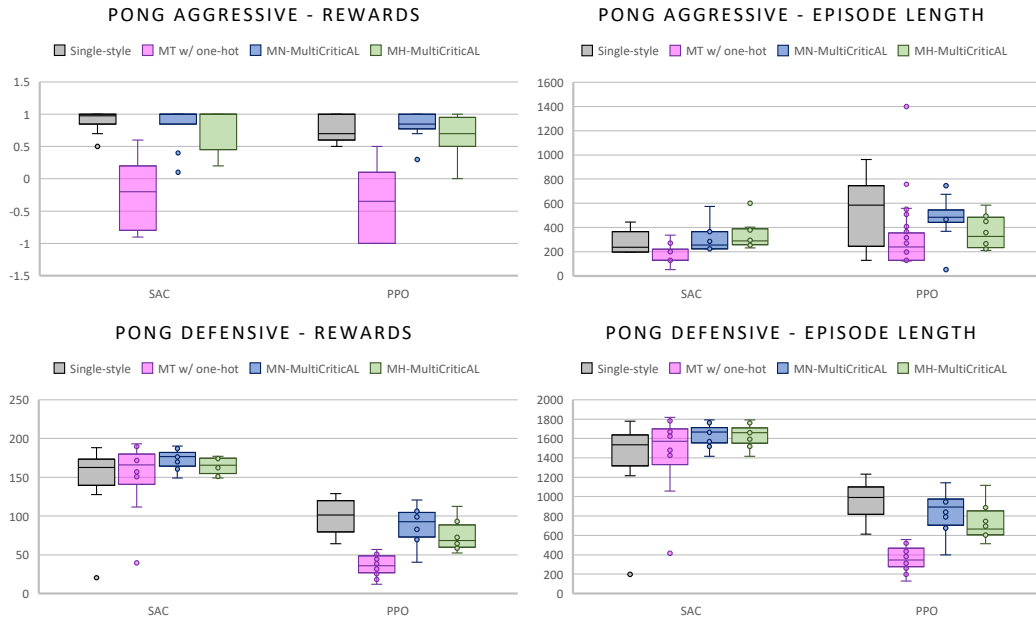 PONG AGGRESSIVE - REWARDS
Single-style MT w/ one-hot MN-MultiCriticAL MH-MultiCriticAL
1.5
1
0.5
0
-0.5
-1
-1.5
SAC PPO
PONG AGGRESSIVE - EPISODE LENGTH
Single-style MT w/ one-hot MN-MultiCriticAL MH-MultiCriticAL
1600
1400
1200
1000
800
600
400
200
0
SAC PPO
PONG DEFENSIVE - REWARDS
Single-style MT w/ one-hot MN-MultiCriticAL MH-MultiCriticAL
250
200
150
100
50
0
SAC PPO
PONG DEFENSIVE - EPISODE LENGTH
Single-style MT w/ one-hot MN-MultiCriticAL MH-MultiCriticAL
2000
1800
1600
1400
1200
1000
800
600
400
200
0
SAC PPO